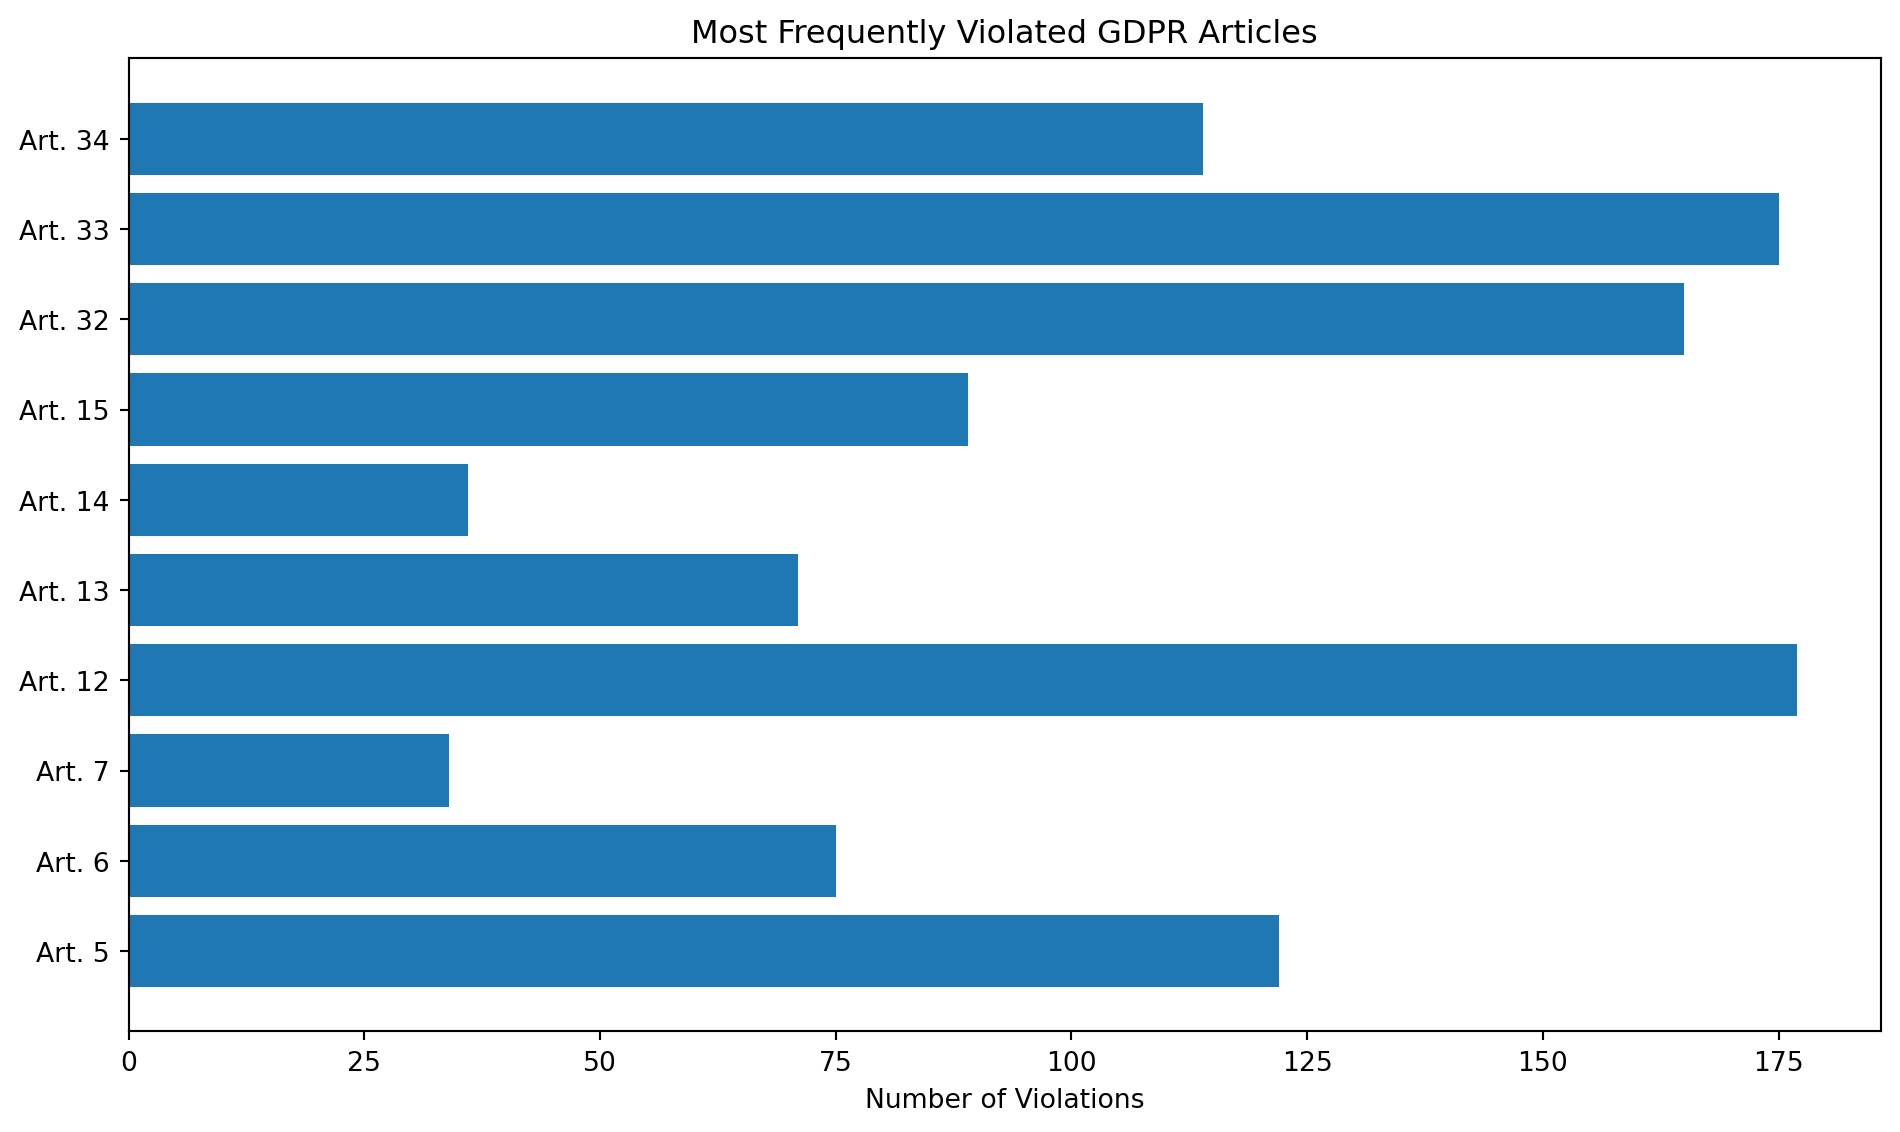 Most Frequently Violated GDPR Articles
Art. 34
Art. 33
Art. 32
Art. 15
Art. 14
Art. 13
Art. 12
Art. 7
Art. 6
Art. 5
0 25 50 75 100 125 150 175
Number of Violations